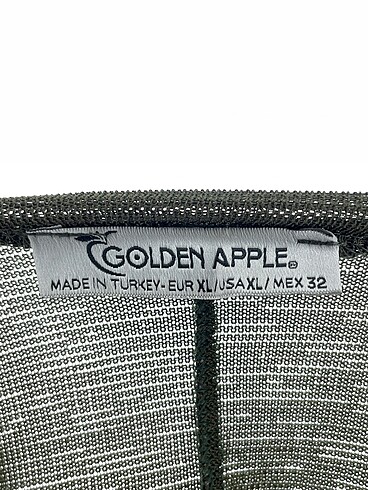 GOLDEN APPLE®
MADE IN TURKEY-EUR XL/USA XL/ MEX 32